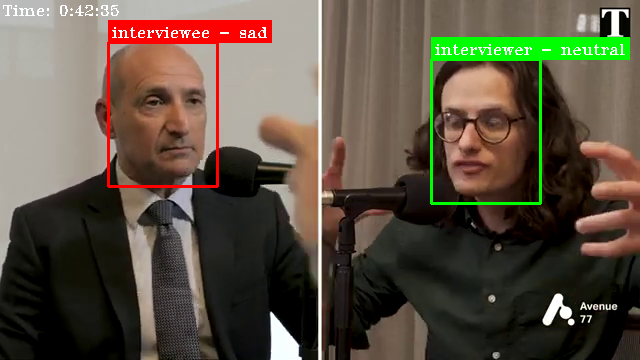 Time: 0:42:35
T
interviewee - sad
interviewer - neutral
Avenue
77